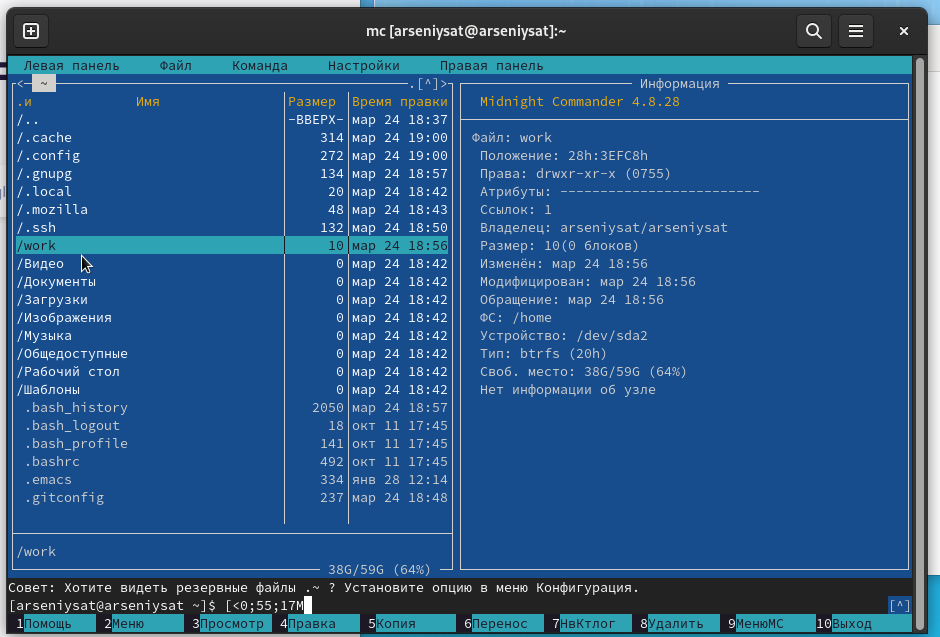 mc [arseniysat@arseniysat]:~
Левая панель Файл Команда Настройки Правая панель
<─ ~ ─.[^]>
.и Имя Размер Время правки
/.. -ВВЕРХ- мар 24 18:37
/.cache 314 мар 24 19:00
/.config 272 мар 24 19:00
/.gnupg 134 мар 24 18:57
/.local 20 мар 24 18:42
/.mozilla 48 мар 24 18:43
/.ssh 132 мар 24 18:50
/work 10 мар 24 18:56
/Видео 0 мар 24 18:42
/Документы 0 мар 24 18:42
/Загрузки 0 мар 24 18:42
/Изображения 0 мар 24 18:42
/Музыка 0 мар 24 18:42
/Общедоступные 0 мар 24 18:42
/Рабочий стол 0 мар 24 18:42
/Шаблоны 0 мар 24 18:42
.bash_history 2050 мар 24 18:57
.bash_logout 18 окт 11 17:45
.bash_profile 141 окт 11 17:45
.bashrc 492 окт 11 17:45
.emacs 334 янв 28 12:14
.gitconfig 237 мар 24 18:48
/work
38G/59G (64%)
Информация
Midnight Commander 4.8.28
Файл: work
Положение: 28h:3EFC8h
Права: drwxr-xr-x (0755)
Атрибуты: -------------------------
Ссылок: 1
Владелец: arseniysat/arseniysat
Размер: 10(0 блоков)
Изменён: мар 24 18:56
Модифицирован: мар 24 18:56
Обращение: мар 24 18:56
ФС: /home
Устройство: /dev/sda2
Тип: btrfs (20h)
Своб. место: 38G/59G (64%)
Нет информации об узле
Совет: Хотите видеть резервные файлы .~ ? Установите опцию в меню Конфигурация.
[arseniysat@arseniysat ~]$ [<0;55;17M [^]
1Помощь 2Меню 3Просмотр 4Правка 5Копия 6Перенос 7НвКтлог 8Удалить 9МенюMC 10Выход